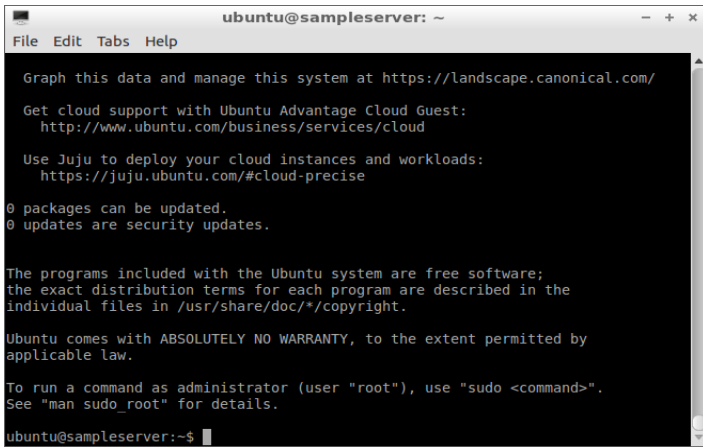 ubuntu@sampleserver: ~
File Edit Tabs Help
Graph this data and manage this system at https://landscape.canonical.com/
Get cloud support with Ubuntu Advantage Cloud Guest:
http://www.ubuntu.com/business/services/cloud
Use Juju to deploy your cloud instances and workloads:
https://juju.ubuntu.com/#cloud-precise
0 packages can be updated.
0 updates are security updates.
The programs included with the Ubuntu system are free software;
the exact distribution terms for each program are described in the
individual files in /usr/share/doc/*/copyright.
Ubuntu comes with ABSOLUTELY NO WARRANTY, to the extent permitted by
applicable law.
To run a command as administrator (user "root"), use "sudo <command>".
See "man sudo_root" for details.
ubuntu@sampleserver:~$